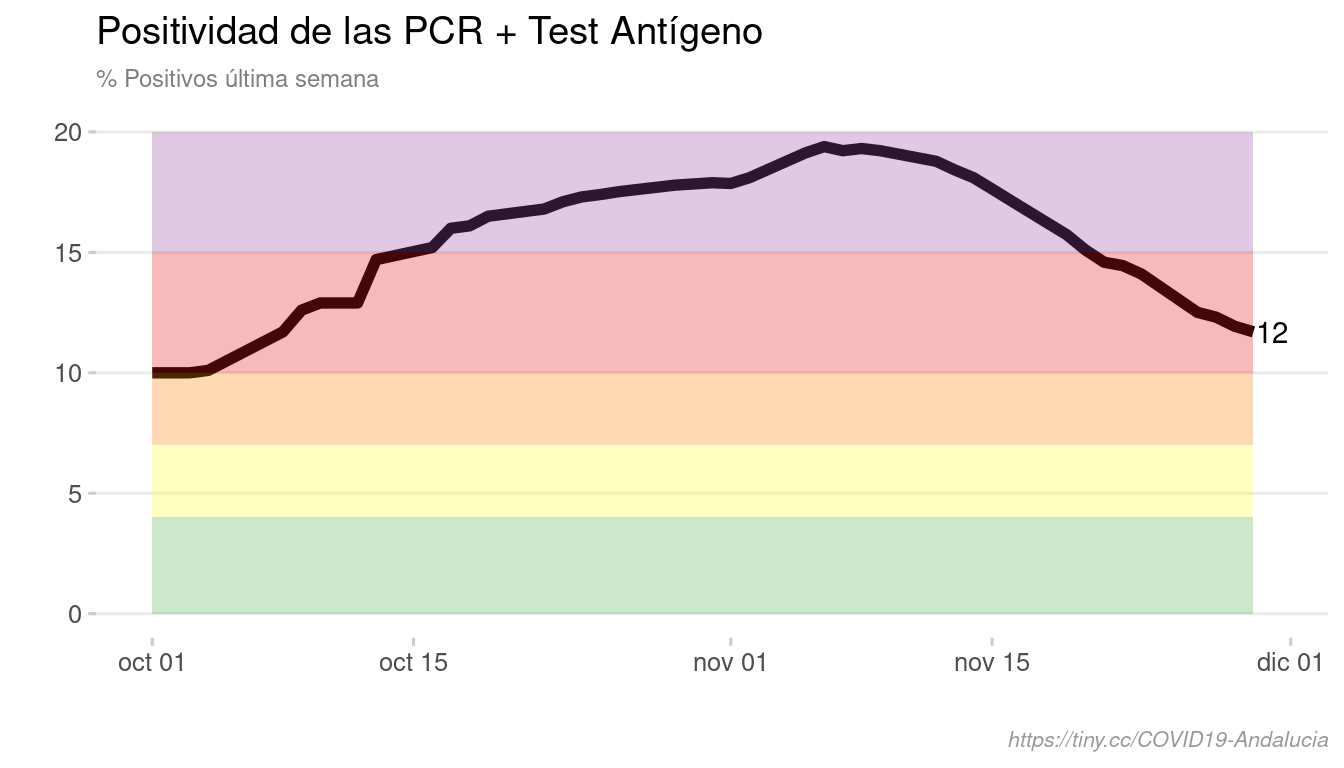 Positividad de las PCR + Test Antígeno
% Positivos última semana
20
15
10
5
0
12
oct 01 oct 15 nov 01 nov 15 dic 01
https://tiny.cc/COVID19-Andalucia